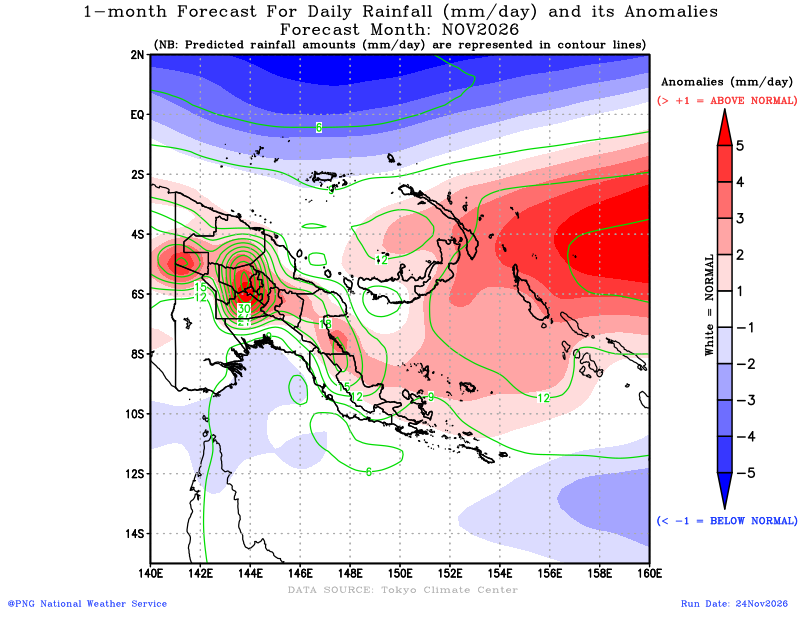 1-month Forecast For Daily Rainfall (mm/day) and its Anomalies
Forecast Month: NOV2026
(NB: Predicted rainfall amounts (mm/day) are represented in contour lines)
2N
EQ
2S
4S
6S
8S
10S
12S
14S
140E 142E 144E 146E 148E 150E 152E 154E 156E 158E 160E
6
12
15
12
30
18
15
12
9
12
6
Anomalies (mm/day)
(> +1 = ABOVE NORMAL)
5
4
3
2
1
-1
-2
-3
-4
-5
White = NORMAL
(< -1 = BELOW NORMAL)
DATA SOURCE: Tokyo Climate Center
@PNG National Weather Service
Run Date: 24Nov2026